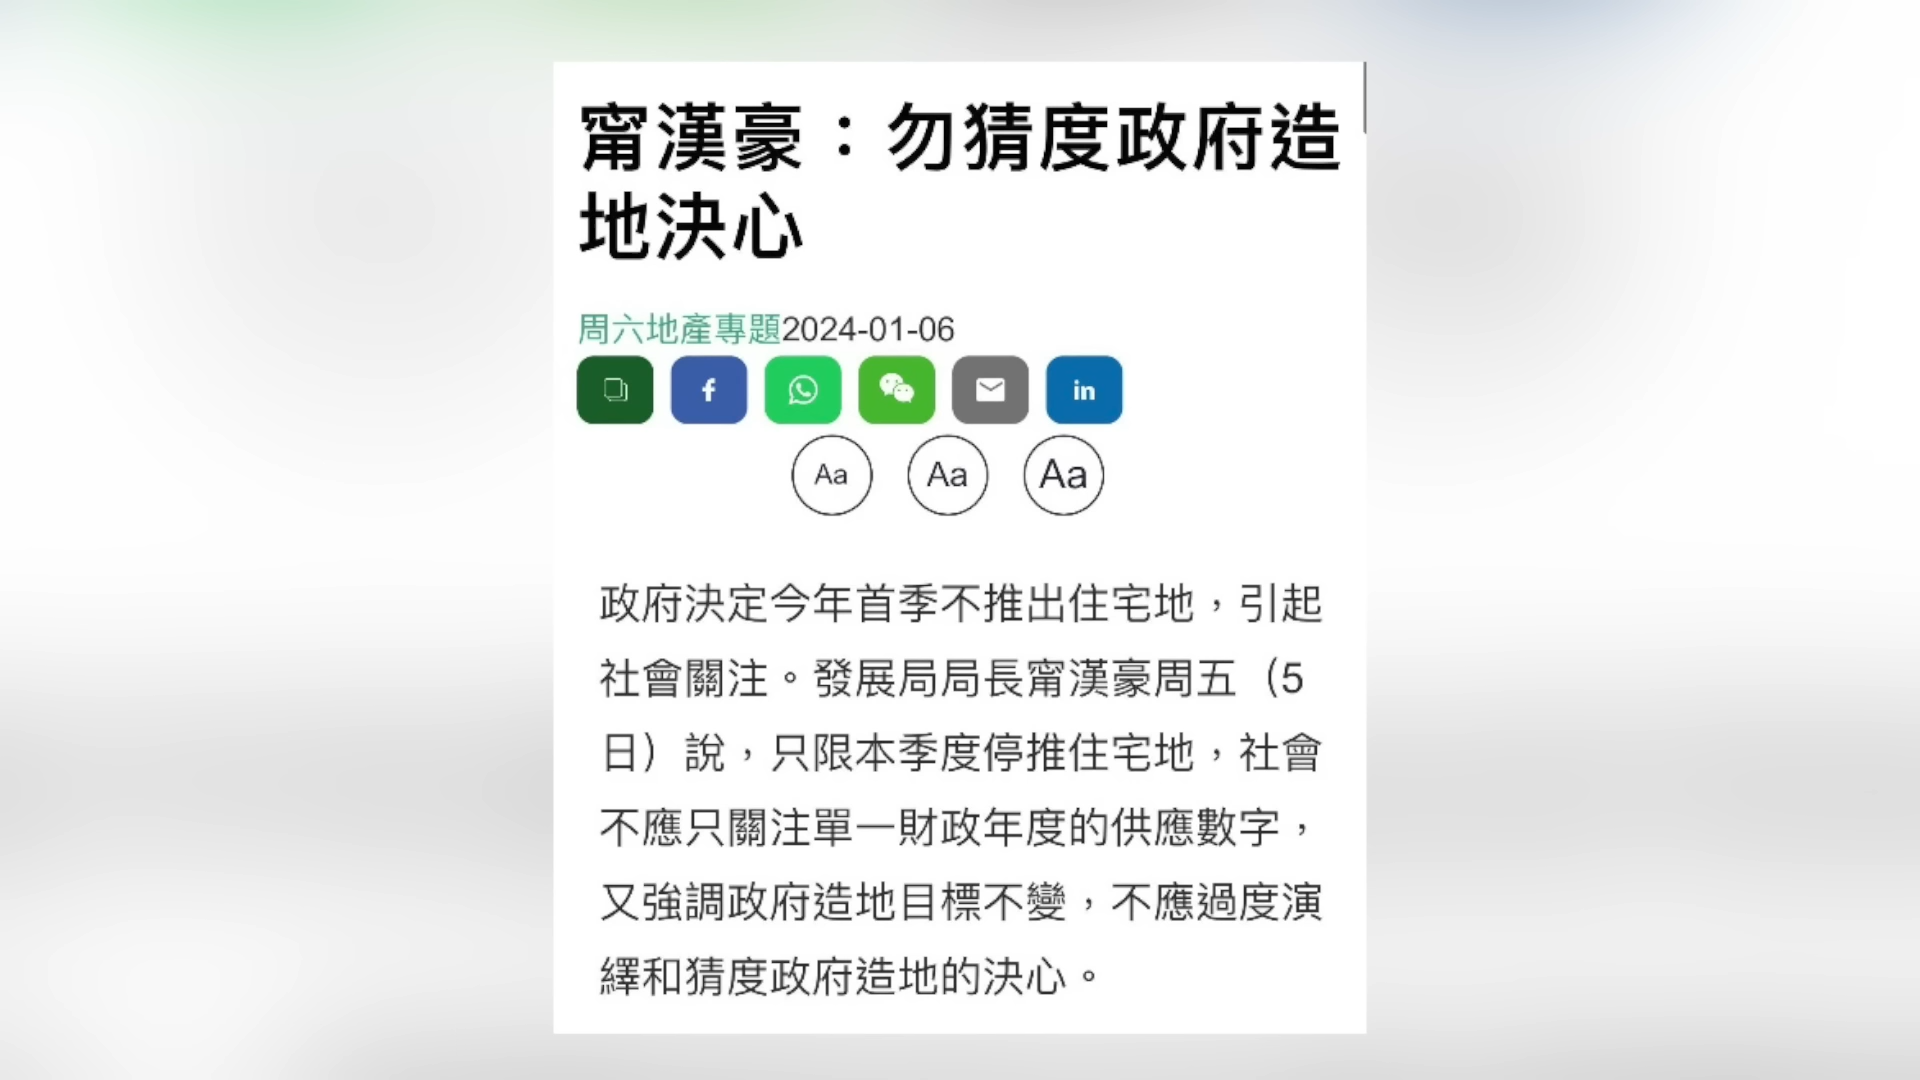 甯漢豪：勿猜度政府造
地決心
周六地產專題2024-01-06
f in
Aa Aa Aa
政府決定今年首季不推出住宅地，引起
社會關注。發展局局長甯漢豪周五（5
日）說，只限本季度停推住宅地，社會
不應只關注單一財政年度的供應數字，
又強調政府造地目標不變，不應過度演
繹和猜度政府造地的決心。